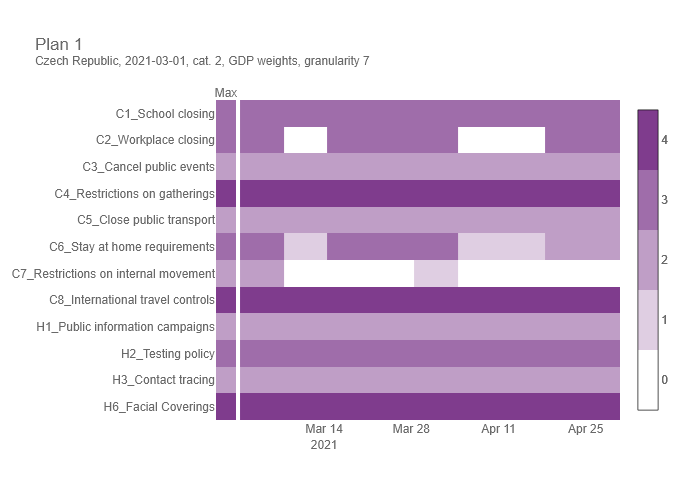 Plan 1
Czech Republic, 2021-03-01, cat. 2, GDP weights, granularity 7
Max
C1_School closing
C2_Workplace closing
C3_Cancel public events
C4_Restrictions on gatherings
C5_Close public transport
C6_Stay at home requirements
C7_Restrictions on internal movement
C8_International travel controls
H1_Public information campaigns
H2_Testing policy
H3_Contact tracing
H6_Facial Coverings
Mar 14 Mar 28 Apr 11 Apr 25
2021
4
3
2
1
0